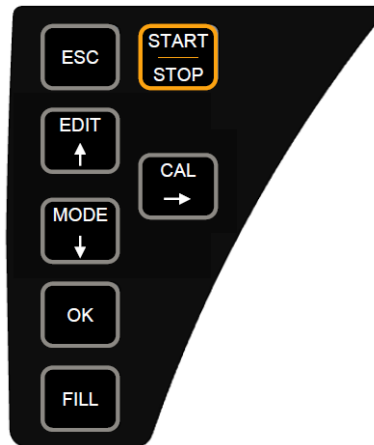 ESC
START
STOP
EDIT
↑
CAL
→
MODE
↓
OK
FILL